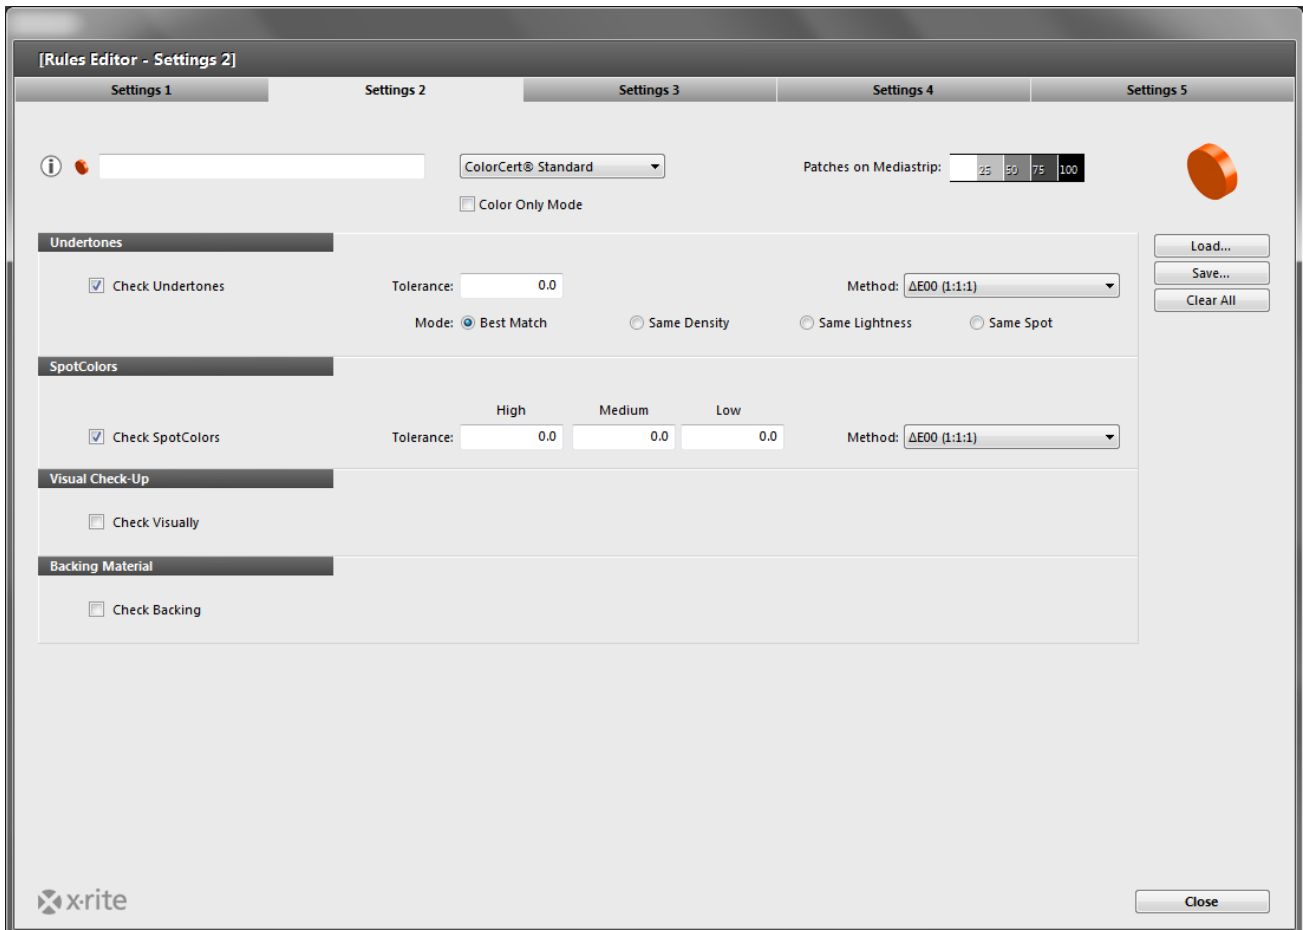 [Rules Editor - Settings 2]
Settings 1 Settings 2 Settings 3 Settings 4 Settings 5
ColorCert® Standard Patches on Mediastrip: 25 50 75 100
Color Only Mode
Undertones
Load...
Save...
Clear All
Check Undertones Tolerance: 0.0 Method: ΔE00 (1:1:1)
Mode: Best Match Same Density Same Lightness Same Spot
SpotColors
High Medium Low
Check SpotColors Tolerance: 0.0 0.0 0.0 Method: ΔE00 (1:1:1)
Visual Check-Up
Check Visually
Backing Material
Check Backing
x·rite
Close